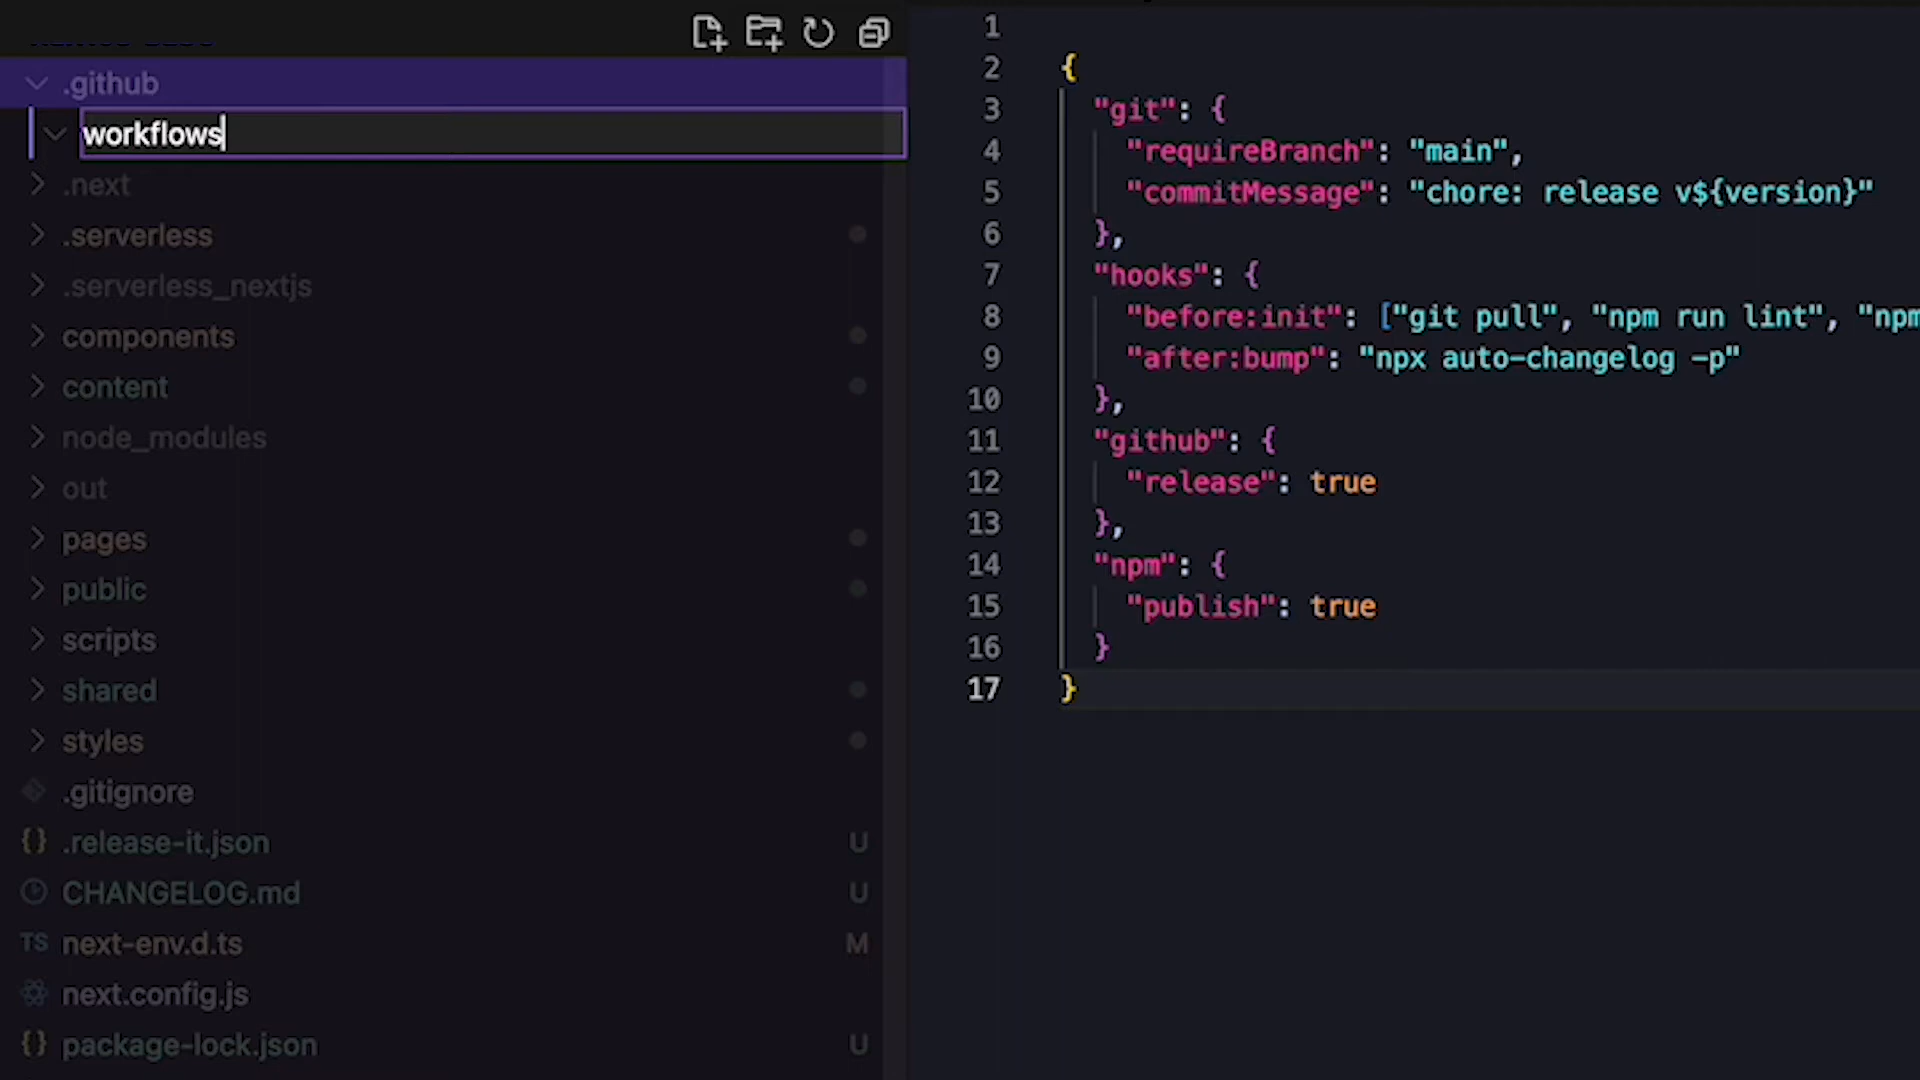 .github
workflows
.next
.serverless
.serverless_nextjs
components
content
node_modules
out
pages
public
scripts
shared
styles
.gitignore
{} .release-it.json U
CHANGELOG.md U
TS next-env.d.ts M
next.config.js
{} package-lock.json U
1
2 {
3 "git": {
4 "requireBranch": "main",
5 "commitMessage": "chore: release v${version}"
6 },
7 "hooks": {
8 "before:init": ["git pull", "npm run lint", "npm
9 "after:bump": "npx auto-changelog -p"
10 },
11 "github": {
12 "release": true
13 },
14 "npm": {
15 "publish": true
16 }
17 }